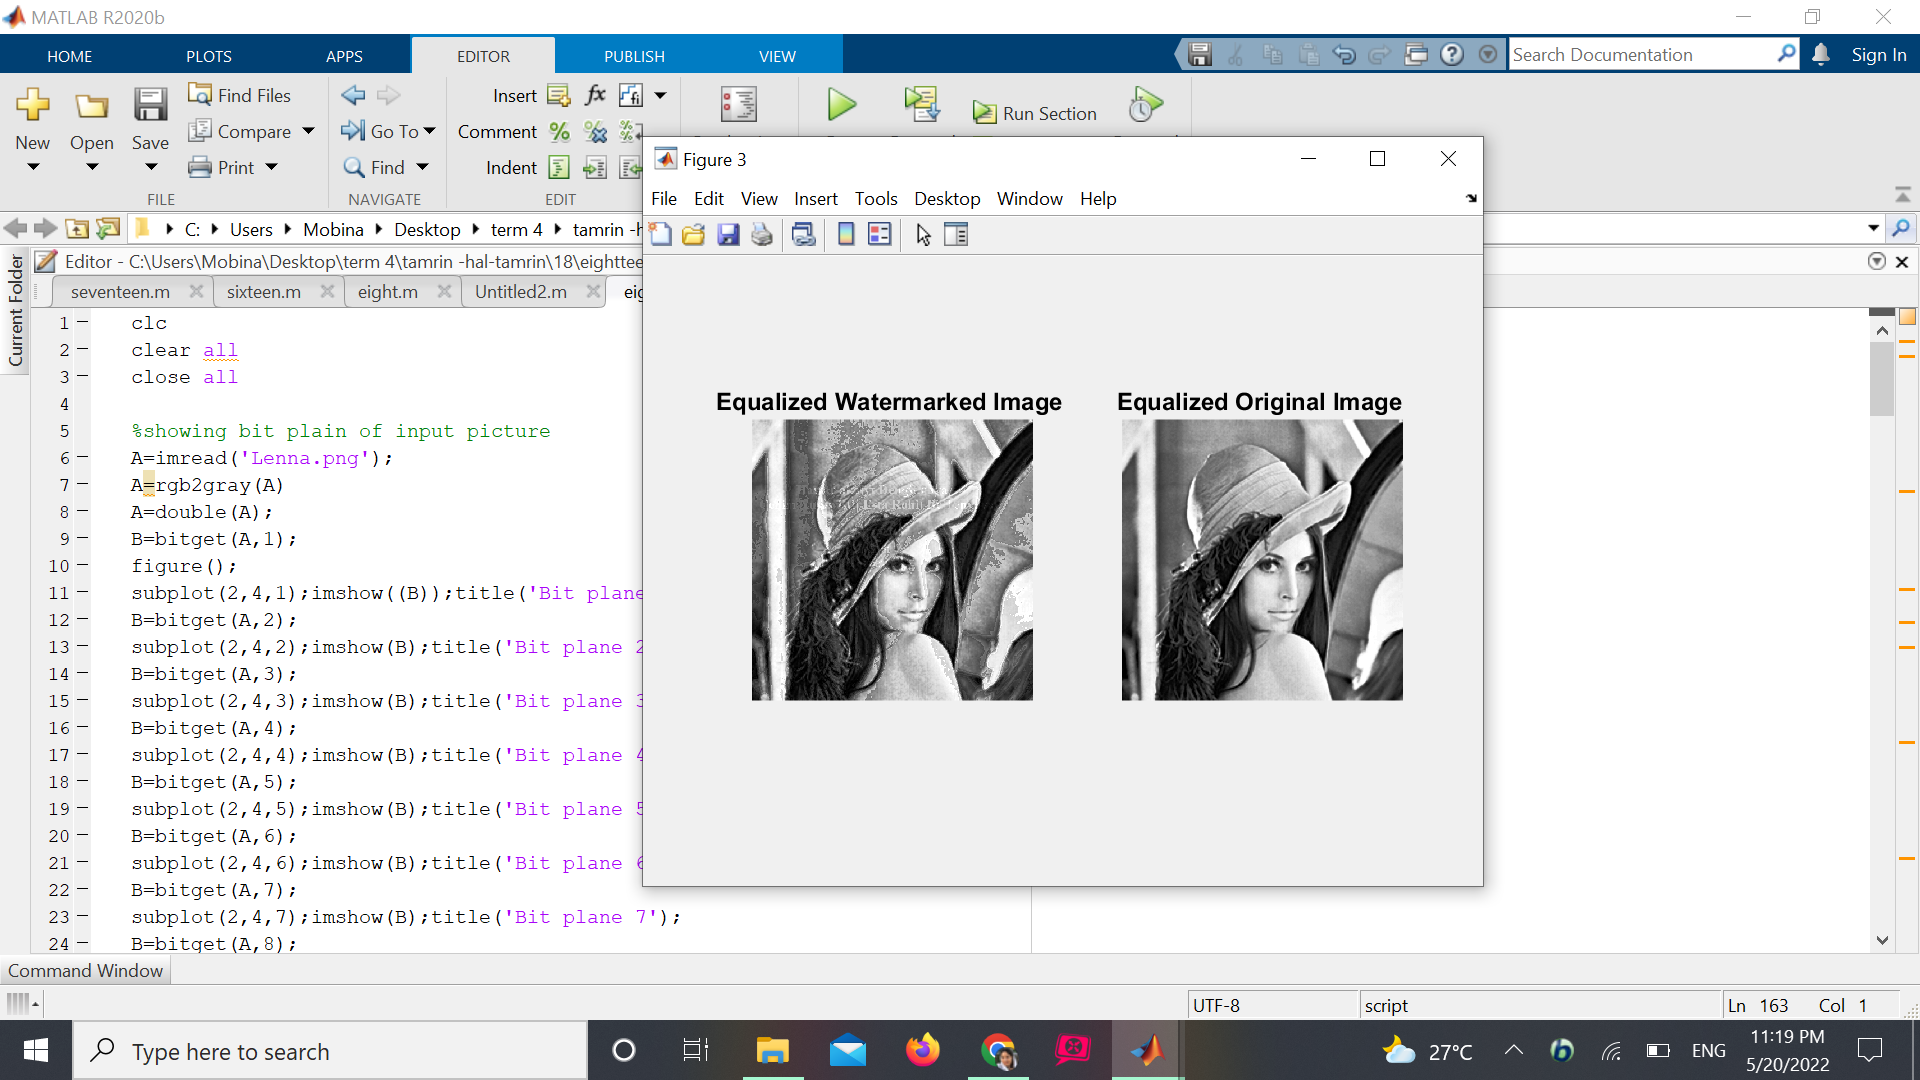 MATLAB R2020b
HOME PLOTS APPS EDITOR PUBLISH VIEW
Search Documentation
Sign In
New
Open
Save
Find Files
Compare
Print
FILE
Go To
Find
NAVIGATE
Insert fx
Comment
Indent
EDIT
Run Section
C: Users Mobina Desktop term 4
Current Folder
Editor - C:\Users\Mobina\Desktop\term 4\tamrin -hal-tamrin\18\eighttee
seventeen.m sixteen.m eight.m Untitled2.m
1 clc
2 clear all
3 close all
4
5 %showing bit plain of input picture
6 A=imread('Lenna.png');
7 A=rgb2gray(A)
8 A=double(A);
9 B=bitget(A,1);
10 figure();
11 subplot(2,4,1);imshow((B));title('Bit plane
12 B=bitget(A,2);
13 subplot(2,4,2);imshow(B);title('Bit plane 2
14 B=bitget(A,3);
15 subplot(2,4,3);imshow(B);title('Bit plane 3
16 B=bitget(A,4);
17 subplot(2,4,4);imshow(B);title('Bit plane 4
18 B=bitget(A,5);
19 subplot(2,4,5);imshow(B);title('Bit plane 5
20 B=bitget(A,6);
21 subplot(2,4,6);imshow(B);title('Bit plane 6
22 B=bitget(A,7);
23 subplot(2,4,7);imshow(B);title('Bit plane 7');
24 B=bitget(A,8);
Figure 3
File Edit View Insert Tools Desktop Window Help
Equalized Watermarked Image
Equalized Original Image
Command Window
UTF-8 script Ln 163 Col 1
Type here to search
27°C
ENG
11:19 PM
5/20/2022